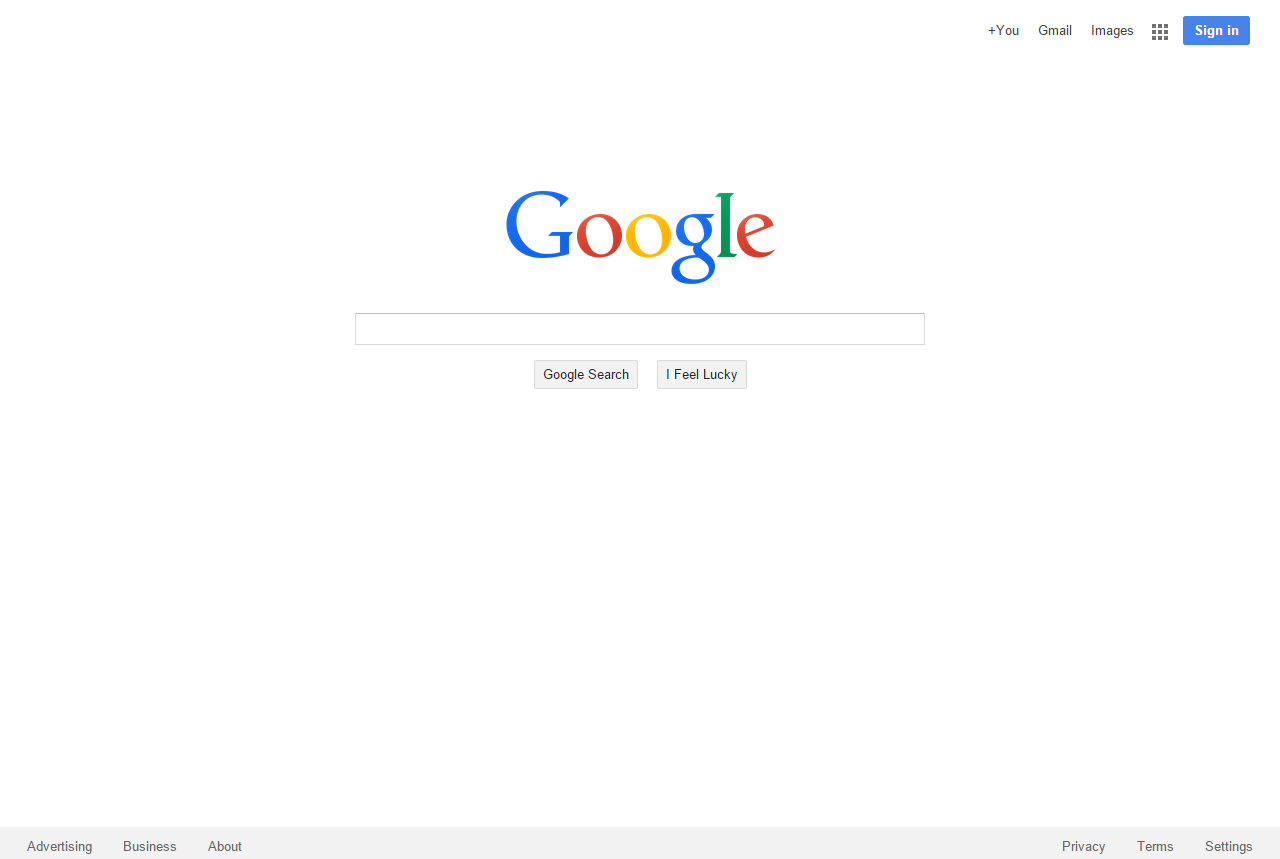 +You Gmail Images Sign in
Google
Google Search I Feel Lucky
Advertising Business About Privacy Terms Settings